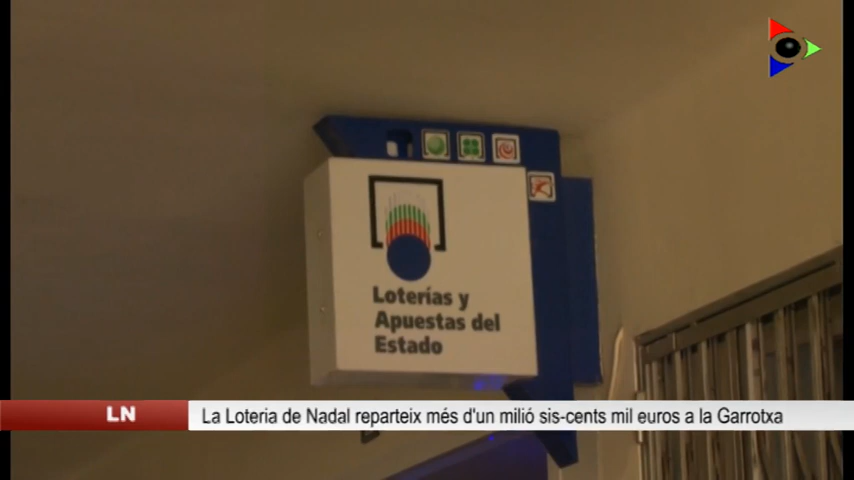 Loterías y
Apuestas del
Estado
LN La Loteria de Nadal reparteix més d'un milió sis-cents mil euros a la Garrotxa